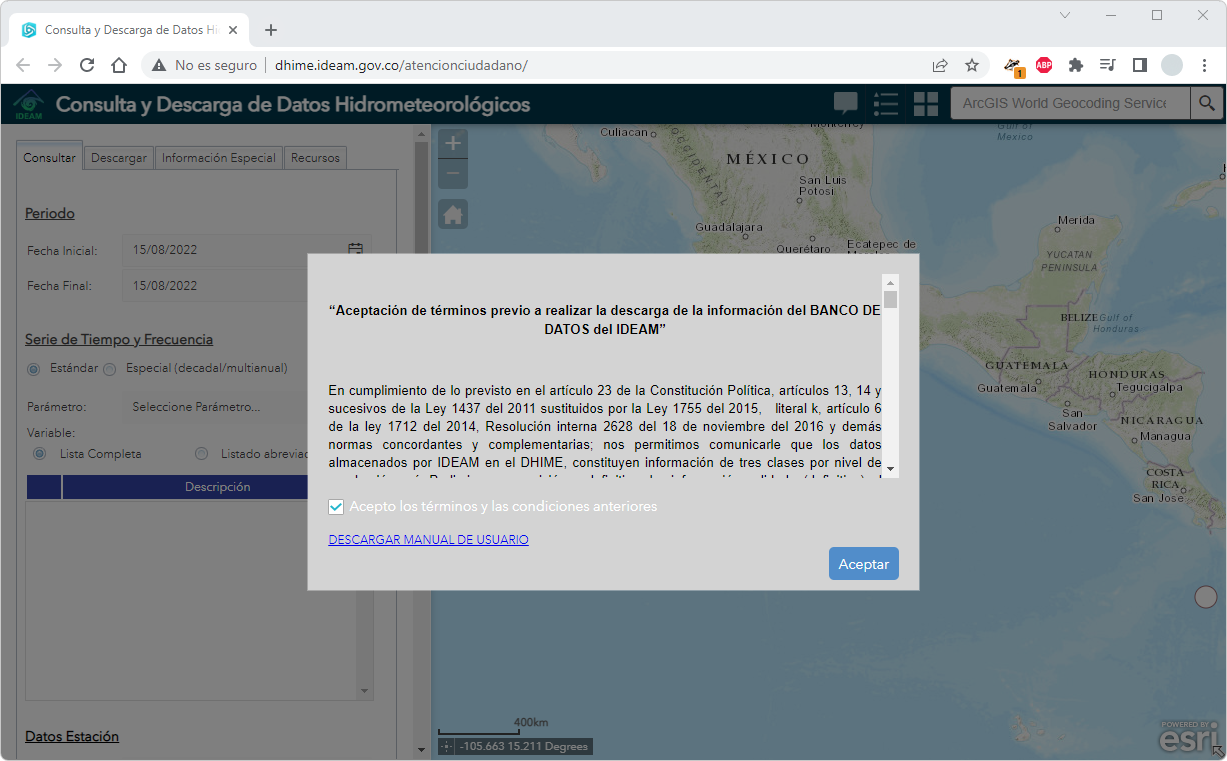 Consulta y Descarga de Datos Hi
No es seguro
dhime.ideam.gov.co/atencionciudadano/
1
ABP
IDEAM
Consulta y Descarga de Datos Hidrometeorológicos
ArcGIS World Geocoding Service
Consultar
Descargar
Información Especial
Recursos
Periodo
Fecha Inicial:
15/08/2022
Fecha Final:
15/08/2022
Serie de Tiempo y Frecuencia
Estándar
Especial (decadal/multianual)
Parámetro:
Seleccione Parámetro...
Variable:
Lista Completa
Listado abreviad
Descripción
Datos Estación
“Aceptación de términos previo a realizar la descarga de la información del BANCO DE
DATOS del IDEAM”
En cumplimiento de lo previsto en el artículo 23 de la Constitución Política, artículos 13, 14 y
sucesivos de la Ley 1437 del 2011 sustituidos por la Ley 1755 del 2015, literal k, artículo 6
de la ley 1712 del 2014, Resolución interna 2628 del 18 de noviembre del 2016 y demás
normas concordantes y complementarias; nos permitimos comunicarle que los datos
almacenados por IDEAM en el DHIME, constituyen información de tres clases por nivel de
Acepto los términos y las condiciones anteriores
DESCARGAR MANUAL DE USUARIO
Aceptar
+
−
Culiacan
Monterrey
Gulf of
Mexico
OCCIDENTAL
MÉXICO
San Luis
Potosi
Guadalajara
Querétaro
Ecatepec de
Morelos
Merida
YUCATAN
PENINSULA
BELIZE
Gulf of
Honduras
GUATEMALA
Guatemala
HONDURAS
Tegucigalpa
San
Salvador
NICARAGUA
Managua
COSTA
RICA
San Jose
400km
-105.663 15.211 Degrees
POWERED BY
esri